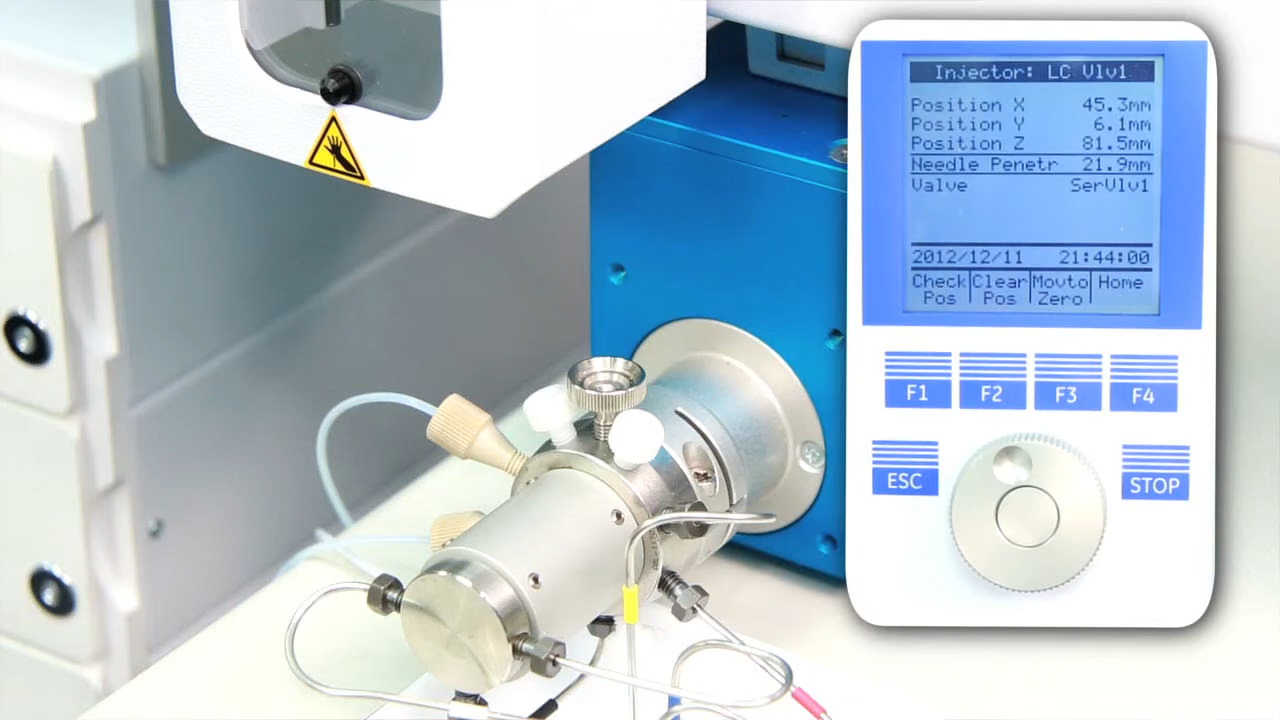 Injector: LC Vlv1
Position X 45.3mm
Position Y 6.1mm
Position Z 81.5mm
Needle Penetr 21.9mm
Valve SerVlv1
2012/12/11 21:44:00
Check Pos Clear Pos Movto Zero Home
F1 F2 F3 F4
ESC STOP